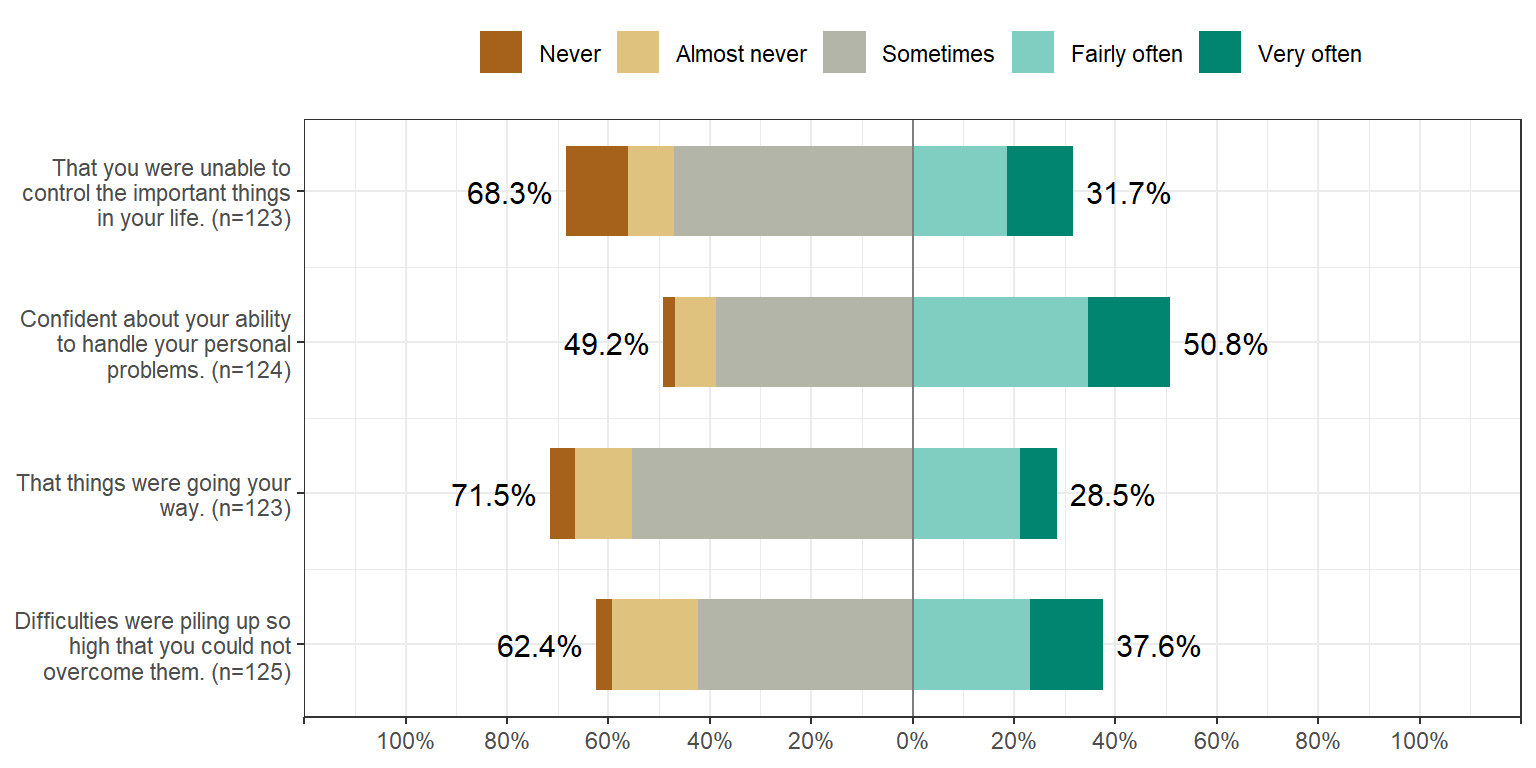 Never Almost never Sometimes Fairly often Very often
That you were unable to
control the important things
in your life. (n=123)
68.3% 31.7%
Confident about your ability
to handle your personal
problems. (n=124)
49.2% 50.8%
That things were going your
way. (n=123)
71.5% 28.5%
Difficulties were piling up so
high that you could not
overcome them. (n=125)
62.4% 37.6%
100% 80% 60% 40% 20% 0% 20% 40% 60% 80% 100%